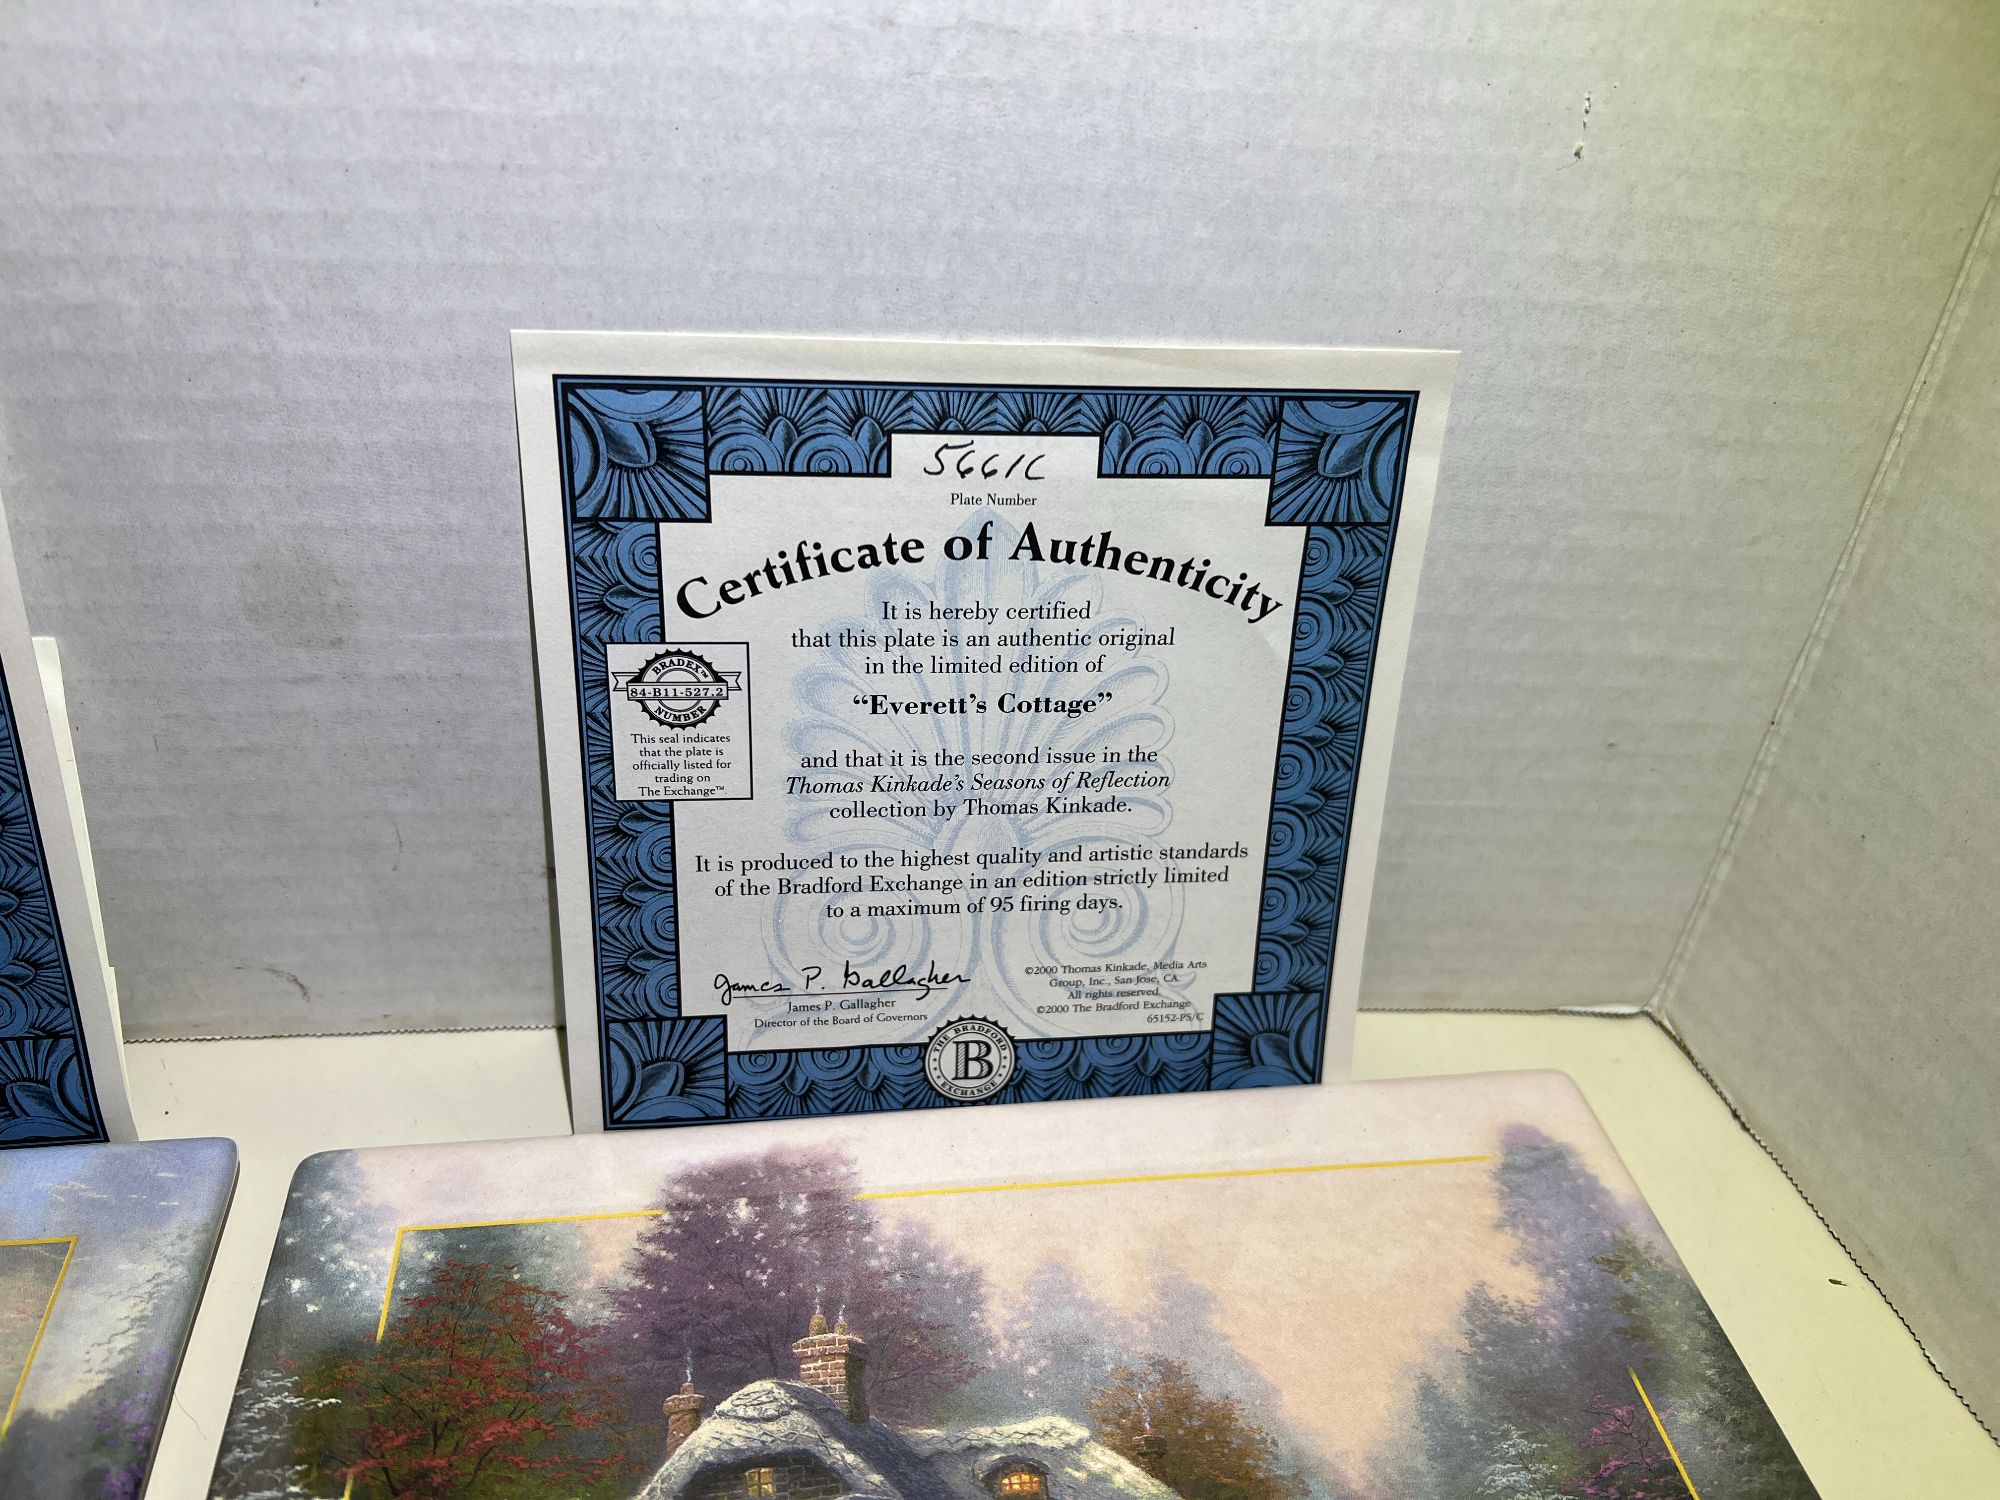 5661C
Plate Number
Certificate of Authenticity
It is hereby certified
that this plate is an authentic original
in the limited edition of
“Everett’s Cottage”
and that it is the second issue in the
Thomas Kinkade’s Seasons of Reflection
collection by Thomas Kinkade.
It is produced to the highest quality and artistic standards
of the Bradford Exchange in an edition strictly limited
to a maximum of 95 firing days.
BRADEX™
84-B11-527.2
NUMBER
This seal indicates
that the plate is
officially listed for
trading on
The Exchange™.
James P. Gallagher
James P. Gallagher
Director of the Board of Governors
©2000 Thomas Kinkade, Media Arts
Group, Inc., San Jose, CA
All rights reserved.
©2000 The Bradford Exchange
65152-PS/C
THE BRADFORD
B
EXCHANGE